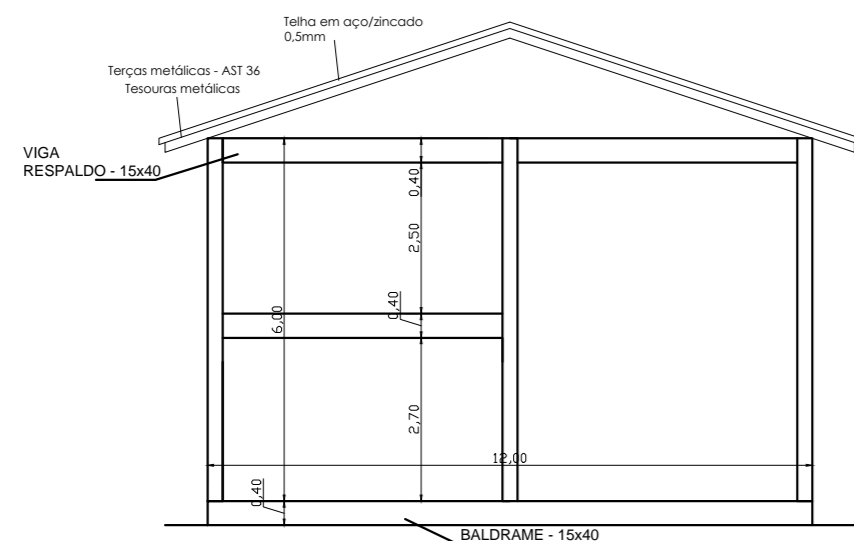 Telha em aço/zincado
0,5mm
Terças metálicas - AST 36
Tesouras metálicas
VIGA
RESPALDO - 15x40
0,40
2,50
0,40
6,00
2,70
12,00
0,40
BALDRAME - 15x40